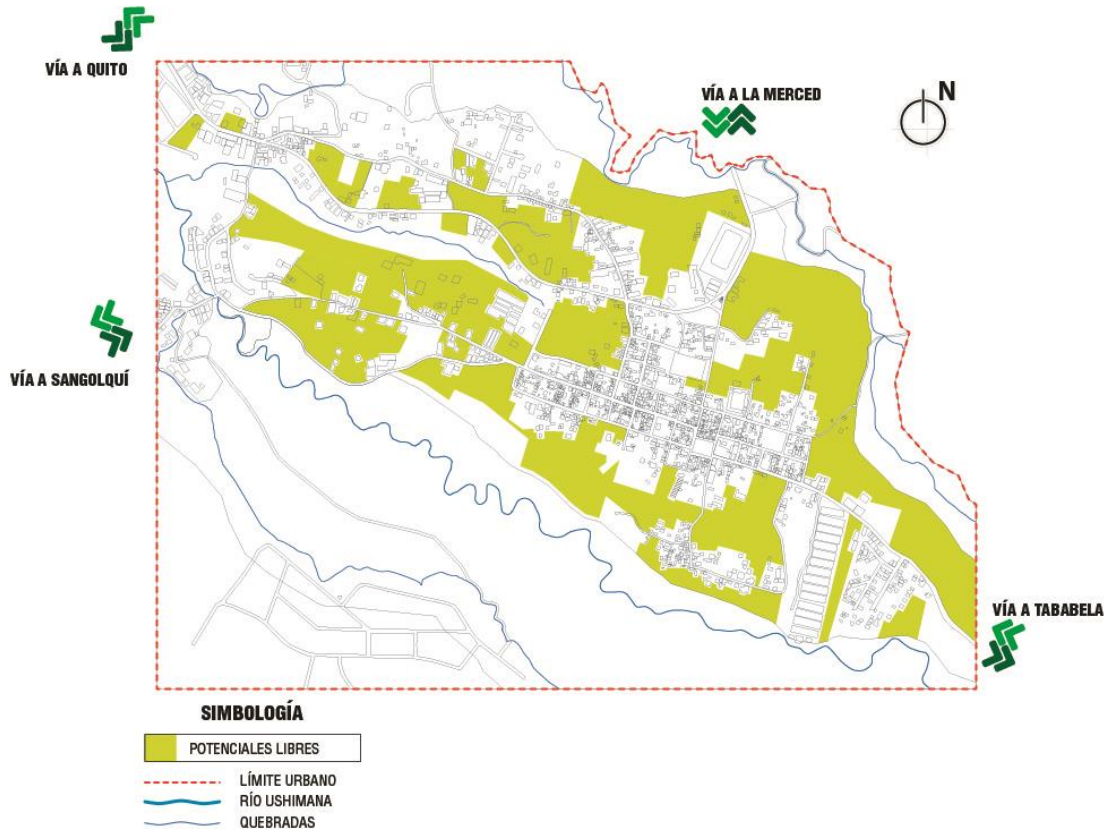 VÍA A QUITO
VÍA A LA MERCED
N
VÍA A SANGOLQUÍ
VÍA A TABABELA
SIMBOLOGÍA
POTENCIALES LIBRES
LÍMITE URBANO
RÍO USHIMANA
QUEBRADAS